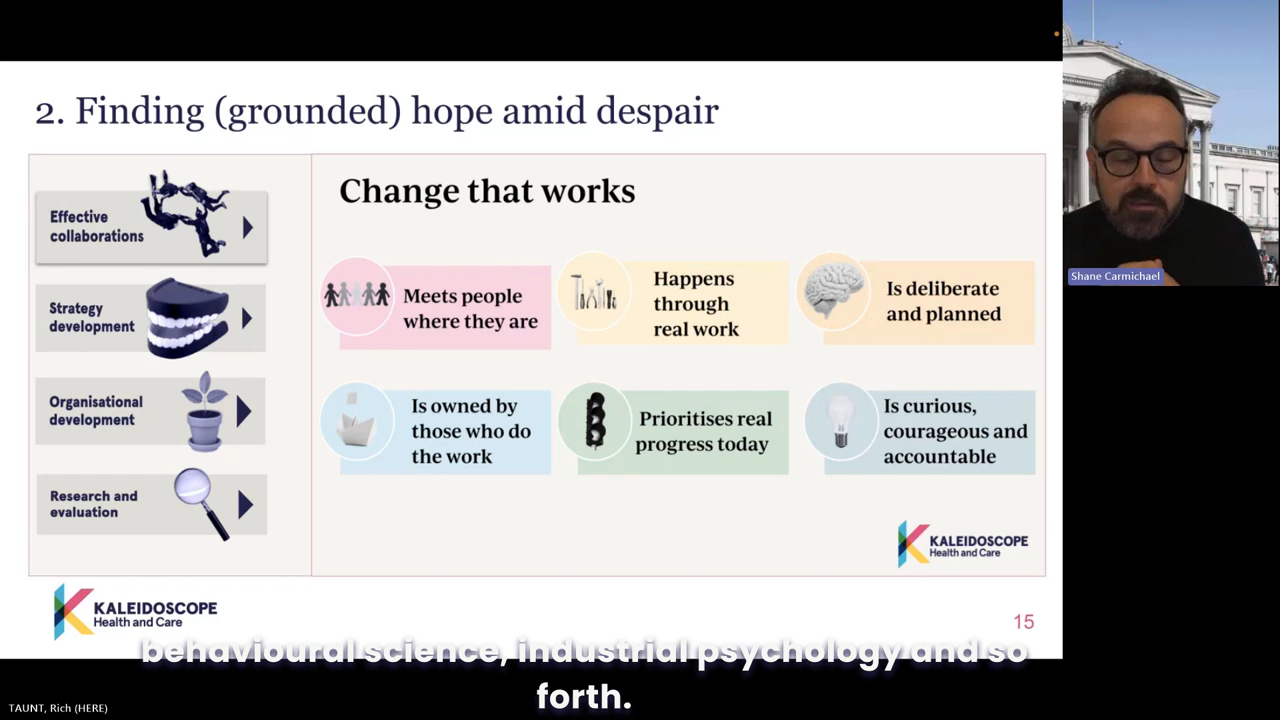 2. Finding (grounded) hope amid despair
Effective
collaborations
Strategy
development
Organisational
development
Research and
evaluation
Change that works
Meets people
where they are
Happens
through
real work
Is deliberate
and planned
Is owned by
those who do
the work
Prioritises real
progress today
Is curious,
courageous and
accountable
KALEIDOSCOPE
Health and Care
KALEIDOSCOPE
Health and Care
15
behavioural science, industrial psychology and so
forth.
TAUNT, Rich (HERE)
Shane Carmichael